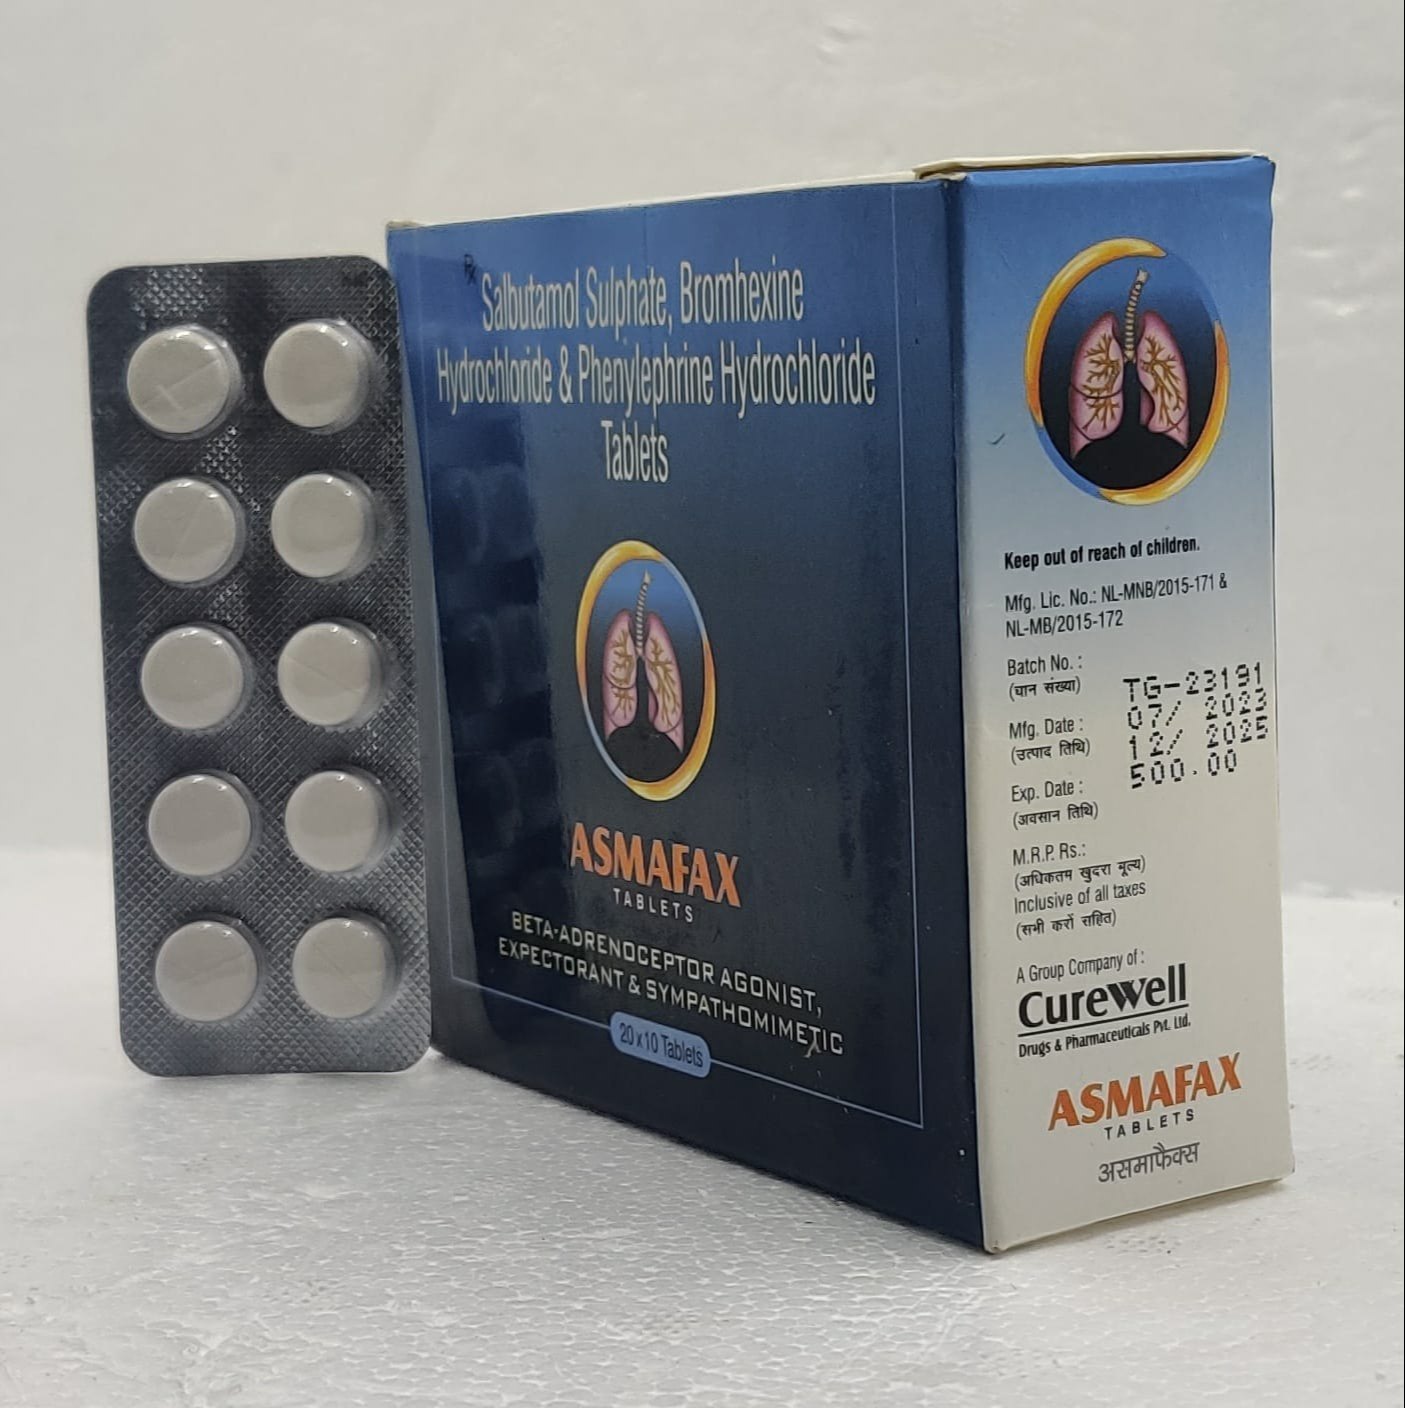 Rx
Salbutamol Sulphate, Bromhexine
Hydrochloride & Phenylephrine Hydrochloride
Tablets
ASMAFAX
TABLETS
BETA-ADRENOCEPTOR AGONIST,
EXPECTORANT & SYMPATHOMIMETIC
20 x 10 Tablets
Keep out of reach of children.
Mfg. Lic. No.: NL-MNB/2015-171 &
NL-MB/2015-172
Batch No. :
(घान संख्या)
TG-23191
Mfg. Date :
(उत्पाद तिथि)
07/ 2023
Exp. Date :
(अवसान तिथि)
12/ 2025
M.R.P. Rs.:
(अधिकतम खुदरा मूल्य)
500.00
Inclusive of all taxes
(सभी करों सहित)
A Group Company of :
Curewell
Drugs & Pharmaceuticals Pvt. Ltd.
ASMAFAX
TABLETS
असमाफैक्स